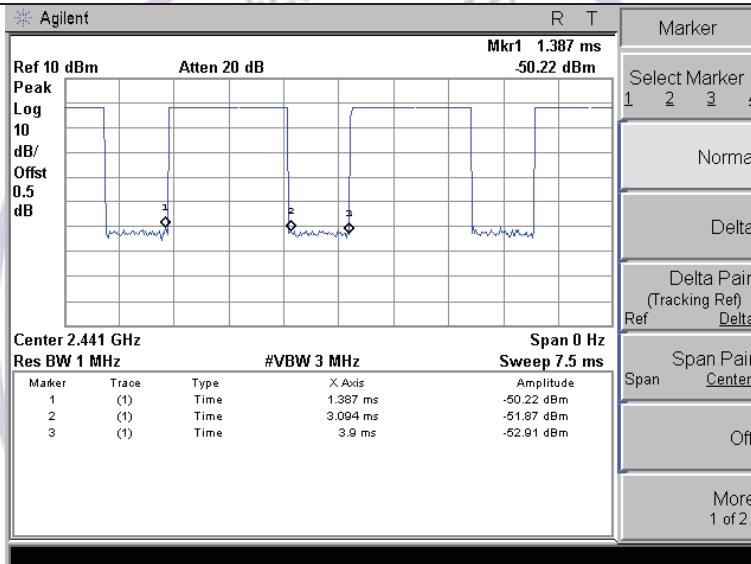 Agilent R T
Mkr1 1.387 ms
Ref 10 dBm Atten 20 dB -50.22 dBm
Peak
Log
10
dB/
Offst
0.5
dB
1 2 3
Center 2.441 GHz Span 0 Hz
Res BW 1 MHz #VBW 3 MHz Sweep 7.5 ms
Marker Trace Type X Axis Amplitude
1 (1) Time 1.387 ms -50.22 dBm
2 (1) Time 3.094 ms -51.87 dBm
3 (1) Time 3.9 ms -52.91 dBm
Marker
Select Marker
1 2 3
Norma
Delta
Delta Pair
(Tracking Ref)
Ref Delta
Span Pair
Span Center
Off
More
1 of 2